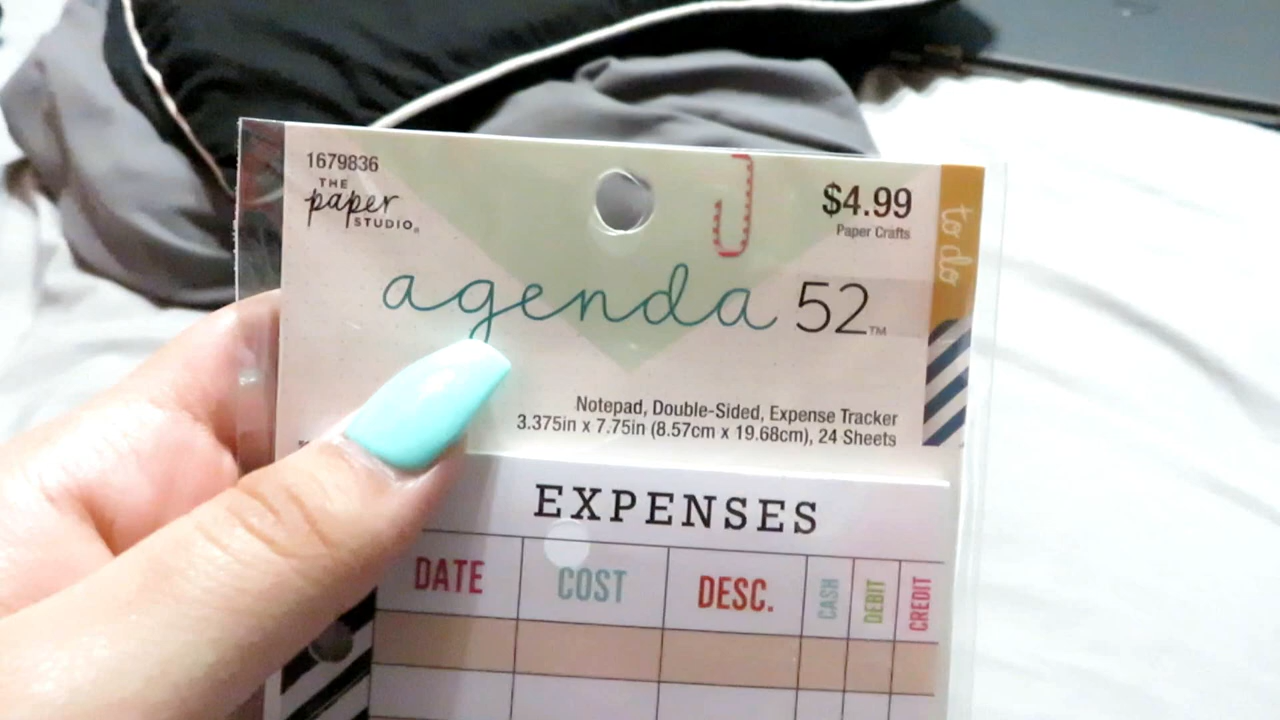 1679836
THE
paper
STUDIO®
$4.99
Paper Crafts
to do
agenda 52™
Notepad, Double-Sided, Expense Tracker
3.375in x 7.75in (8.57cm x 19.68cm), 24 Sheets
EXPENSES
DATE COST DESC. CASH DEBIT CREDIT